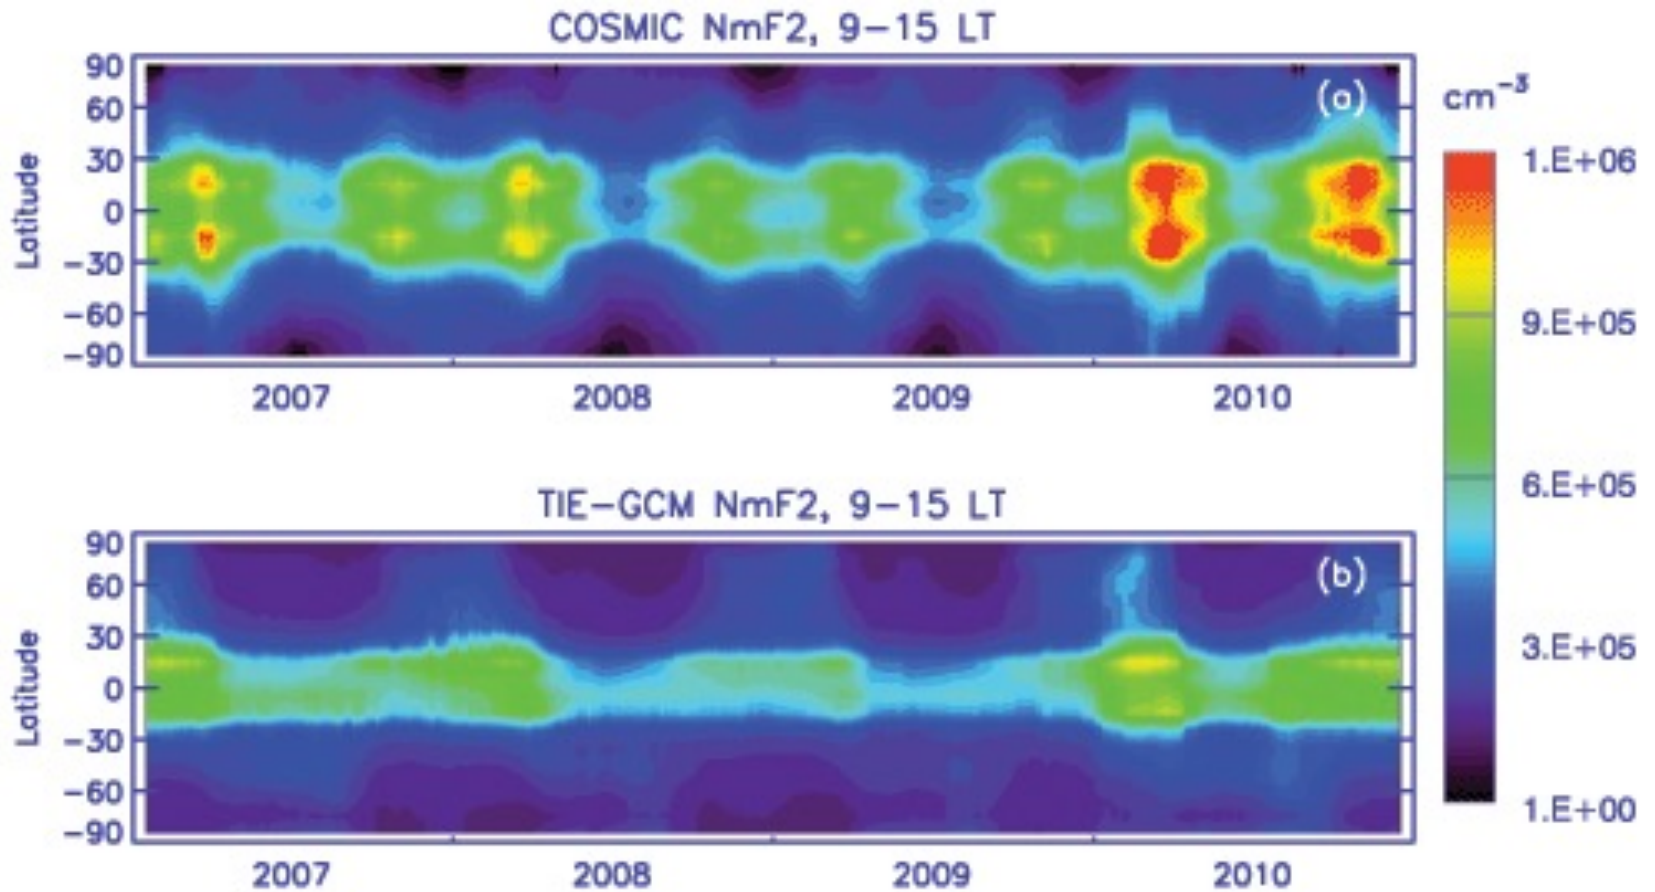 COSMIC NmF2, 9−15 LT
90
60
30
0
−30
−60
−90
Latitude
(a)
2007
2008
2009
2010
cm⁻³
1.E+06
9.E+05
6.E+05
3.E+05
1.E+00
TIE−GCM NmF2, 9−15 LT
90
60
30
0
−30
−60
−90
Latitude
(b)
2007
2008
2009
2010